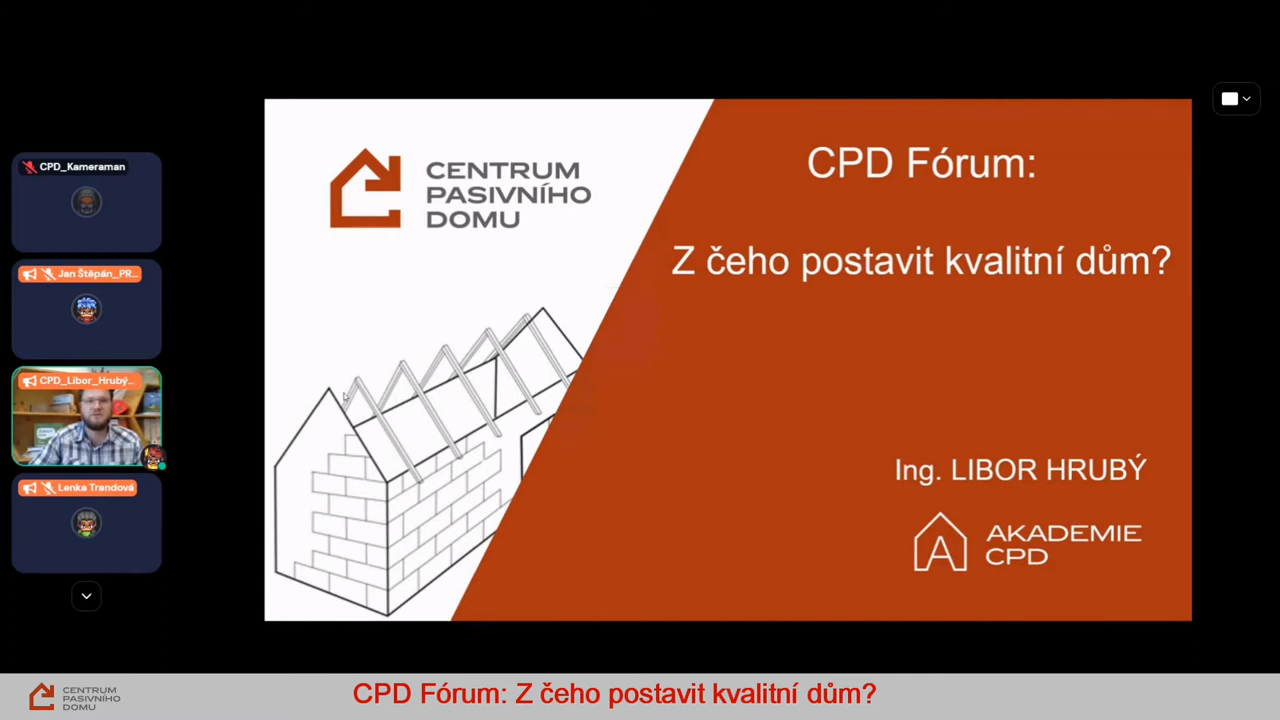 CPD_Kameraman
Jan Štěpán_PR...
CPD_Libor_Hrubý...
Lenka Trandová
CENTRUM
PASIVNÍHO
DOMU
CPD Fórum:
Z čeho postavit kvalitní dům?
Ing. LIBOR HRUBÝ
A
AKADEMIE
CPD
CENTRUM
PASIVNÍHO
DOMU
CPD Fórum: Z čeho postavit kvalitní dům?